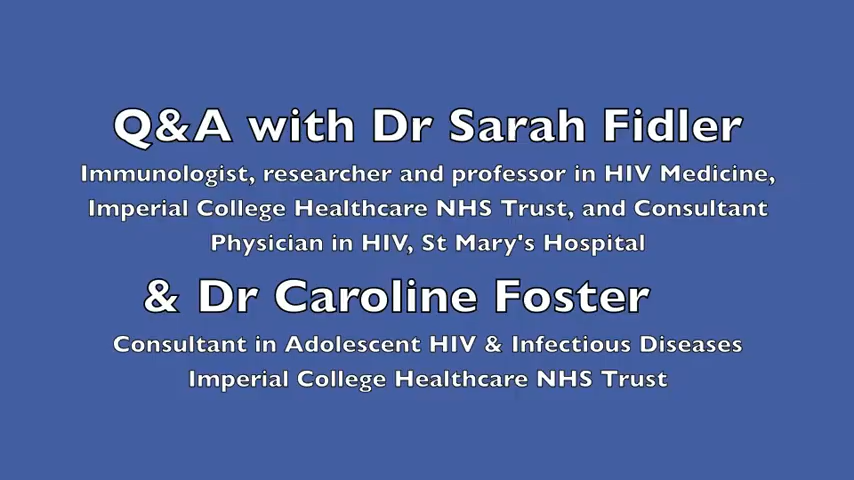 Q&A with Dr Sarah Fidler
Immunologist, researcher and professor in HIV Medicine,
Imperial College Healthcare NHS Trust, and Consultant
Physician in HIV, St Mary's Hospital
& Dr Caroline Foster
Consultant in Adolescent HIV & Infectious Diseases
Imperial College Healthcare NHS Trust